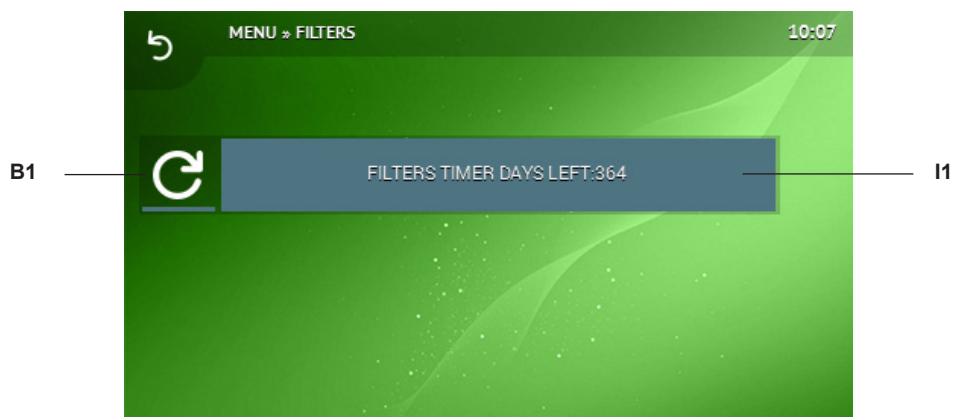 MENU » FILTERS 10:07
B1 FILTERS TIMER DAYS LEFT:364 I1